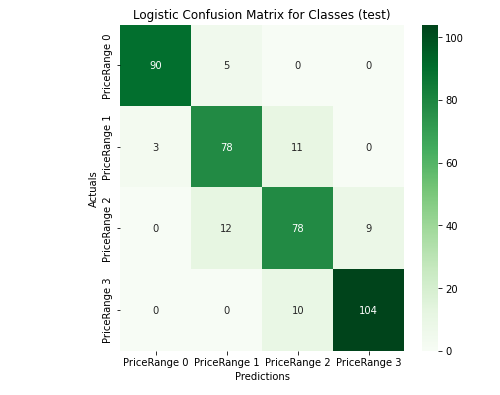 Logistic Confusion Matrix for Classes (test)
PriceRange 0
90
5
0
0
PriceRange 1
3
78
11
0
PriceRange 2
0
12
78
9
PriceRange 3
0
0
10
104
Actuals
PriceRange 0
PriceRange 1
PriceRange 2
PriceRange 3
Predictions
100
80
60
40
20
0